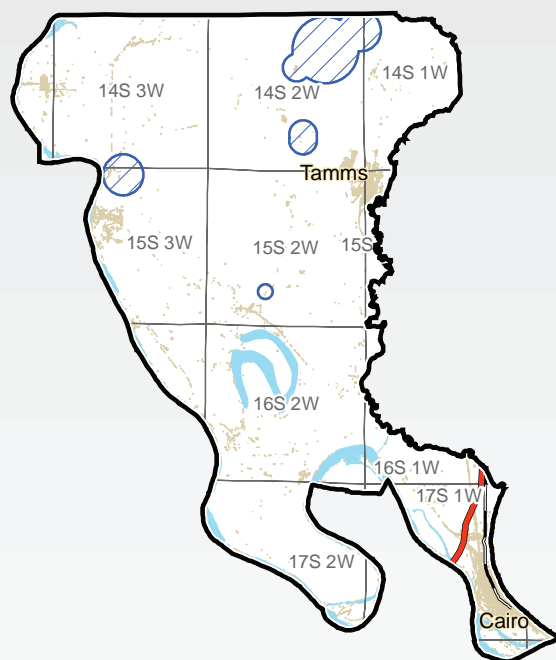 14S 3W
14S 2W
14S 1W
Tamms
15S 3W
15S 2W
15S
16S 2W
16S 1W
17S 1W
17S 2W
Cairo